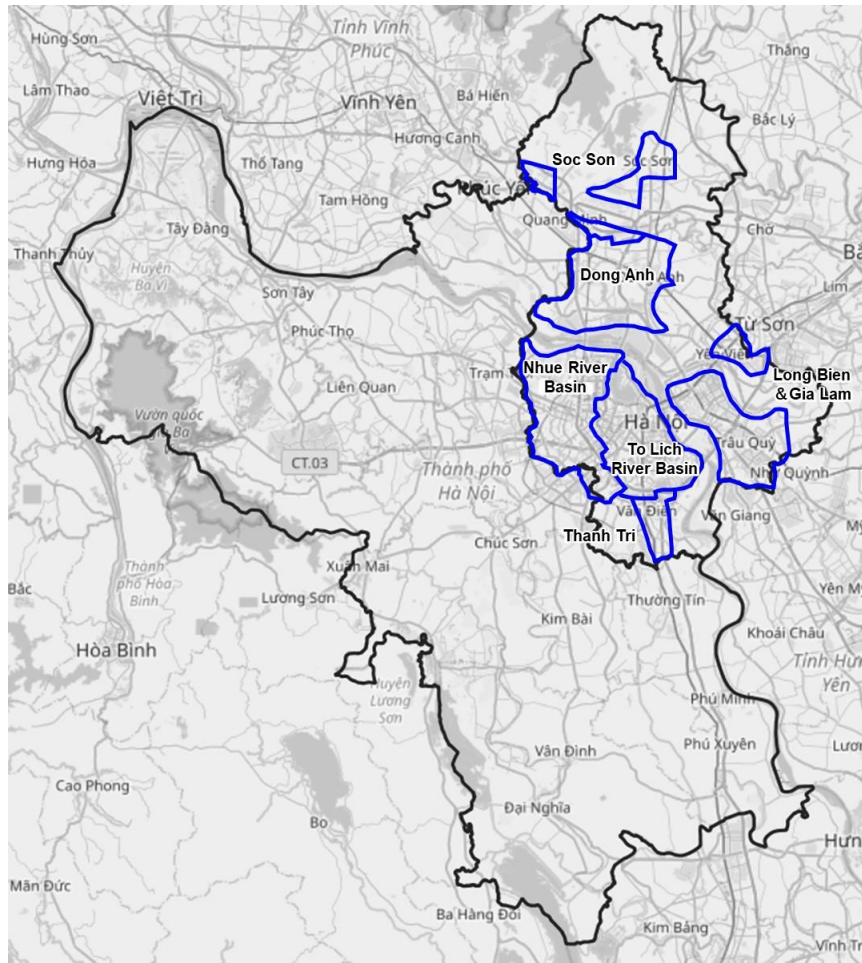 Hùng Sơn
Tỉnh Vĩnh
Phúc
Thắng
Lâm Thao
Việt Trì
Vĩnh Yên
Bá Hiến
Bắc Lý
Hương Canh
Hưng Hóa
Thổ Tang
Soc Son
Sóc Sơn
Phúc Yên
Tam Hồng
Quang Minh
Tây Đằng
Chờ
Thanh Thủy
Huyện
Ba Vì
Dong Anh
Sơn Tây
Lim
Phúc Thọ
Từ Sơn
Yên Viên
Nhue River
Basin
Long Bien
& Gia Lam
Trạm
Liên Quan
Vườn quốc
Ba
Hà Nội
Trâu Quỳ
To Lich
River Basin
CT.03
Thành phố
Hà Nội
Như Quỳnh
Văn Điển
Văn Giang
Thanh Tri
Chúc Sơn
Xuân Mai
Thành
phố Hòa
Bình
Bắc
Lương Sơn
Thường Tín
Yên M
Kim Bài
Khoái Châu
Hòa Bình
Tỉnh Hưn
Yên
Huyện
Lương
Sơn
Phú Minh
Vân Đình
Phú Xuyên
Lươn
Cao Phong
Đại Nghĩa
Bo
Hưn
Mãn Đức
Ba Hàng Đồi
Kim Bảng
Vĩnh Tr